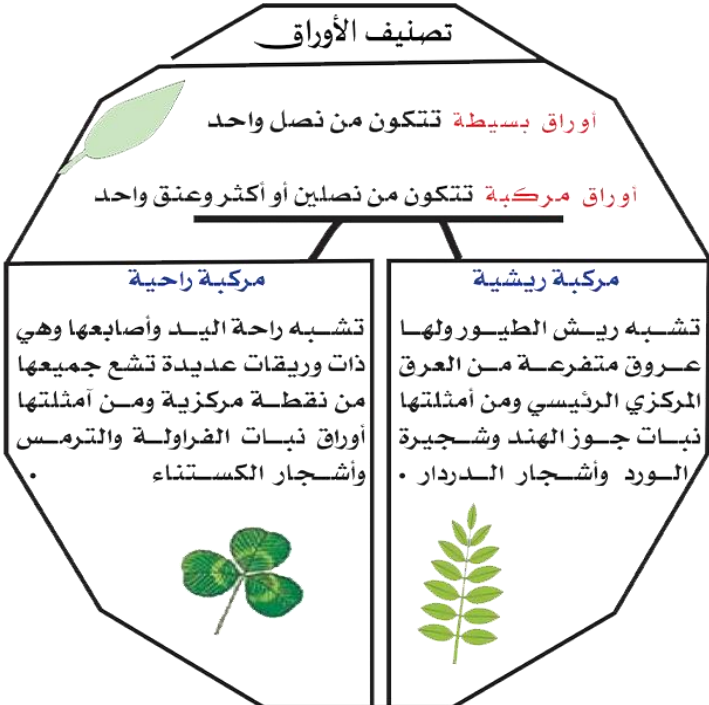 تصنيف الأوراق
أوراق بسيطة تتكون من نصل واحد
أوراق مركبة تتكون من نصلين أو أكثر وعنق واحد
مركبة ريشية
تشبه ريش الطيور ولها
عروق متفرعة من العرق
المركزي الرئيسي ومن أمثلتها
نبات جوز الهند وشجيرة
الورد وأشجار الدردار .
مركبة راحية
تشبه راحة اليد وأصابعها وهي
ذات وريقات عديدة تشع جميعها
من نقطة مركزية ومن آمثلتها
أوراق نبات الفراولة والترمس
وأشجار الكستناء .